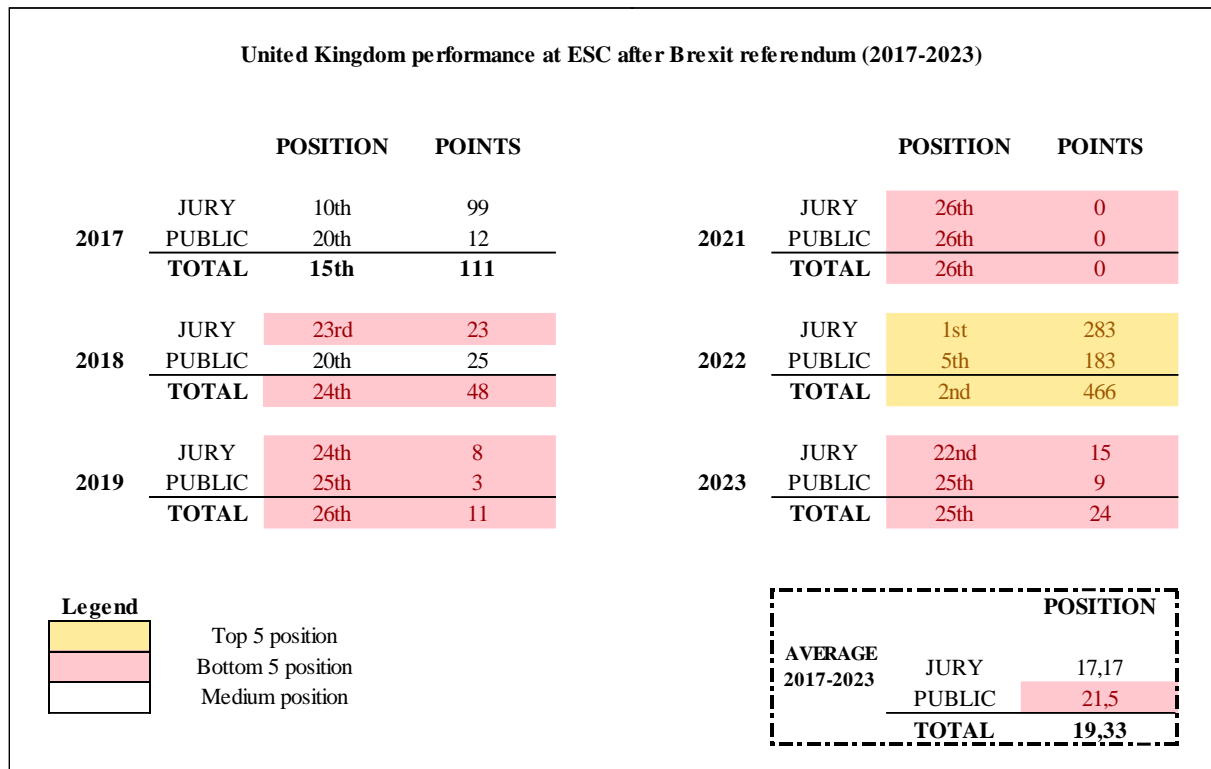 United Kingdom performance at ESC after Brexit referendum (2017-2023)
POSITION POINTS
JURY 10th 99
2017 PUBLIC 20th 12
TOTAL 15th 111
JURY 23rd 23
2018 PUBLIC 20th 25
TOTAL 24th 48
JURY 24th 8
2019 PUBLIC 25th 3
TOTAL 26th 11
POSITION POINTS
JURY 26th 0
2021 PUBLIC 26th 0
TOTAL 26th 0
JURY 1st 283
2022 PUBLIC 5th 183
TOTAL 2nd 466
JURY 22nd 15
2023 PUBLIC 25th 9
TOTAL 25th 24
Legend
Top 5 position
Bottom 5 position
Medium position
POSITION
AVERAGE
2017-2023
JURY 17,17
PUBLIC 21,5
TOTAL 19,33